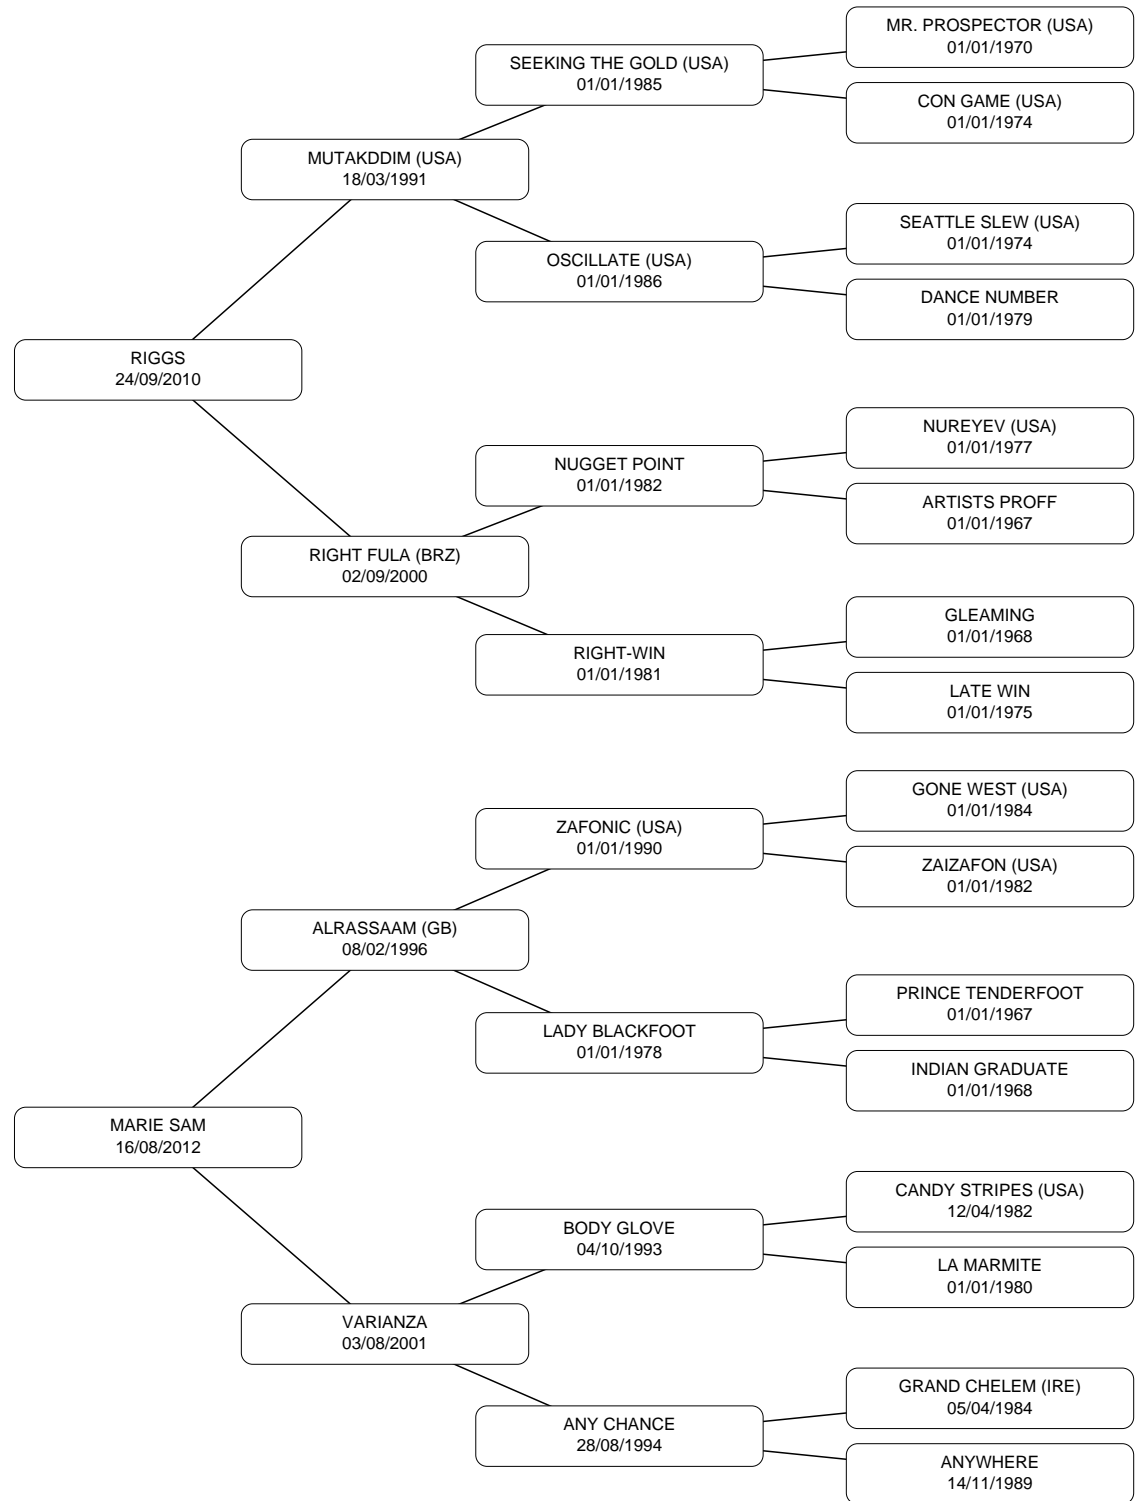 MR. PROSPECTOR (USA)
01/01/1970
SEEKING THE GOLD (USA)
01/01/1985
CON GAME (USA)
01/01/1974
MUTAKDDIM (USA)
18/03/1991
SEATTLE SLEW (USA)
01/01/1974
OSCILLATE (USA)
01/01/1986
DANCE NUMBER
01/01/1979
RIGGS
24/09/2010
NUREYEV (USA)
01/01/1977
NUGGET POINT
01/01/1982
ARTISTS PROFF
01/01/1967
RIGHT FULA (BRZ)
02/09/2000
GLEAMING
01/01/1968
RIGHT-WIN
01/01/1981
LATE WIN
01/01/1975
GONE WEST (USA)
01/01/1984
ZAFONIC (USA)
01/01/1990
ZAIZAFON (USA)
01/01/1982
ALRASSAAM (GB)
08/02/1996
PRINCE TENDERFOOT
01/01/1967
LADY BLACKFOOT
01/01/1978
INDIAN GRADUATE
01/01/1968
MARIE SAM
16/08/2012
CANDY STRIPES (USA)
12/04/1982
BODY GLOVE
04/10/1993
LA MARMITE
01/01/1980
VARIANZA
03/08/2001
GRAND CHELEM (IRE)
05/04/1984
ANY CHANCE
28/08/1994
ANYWHERE
14/11/1989